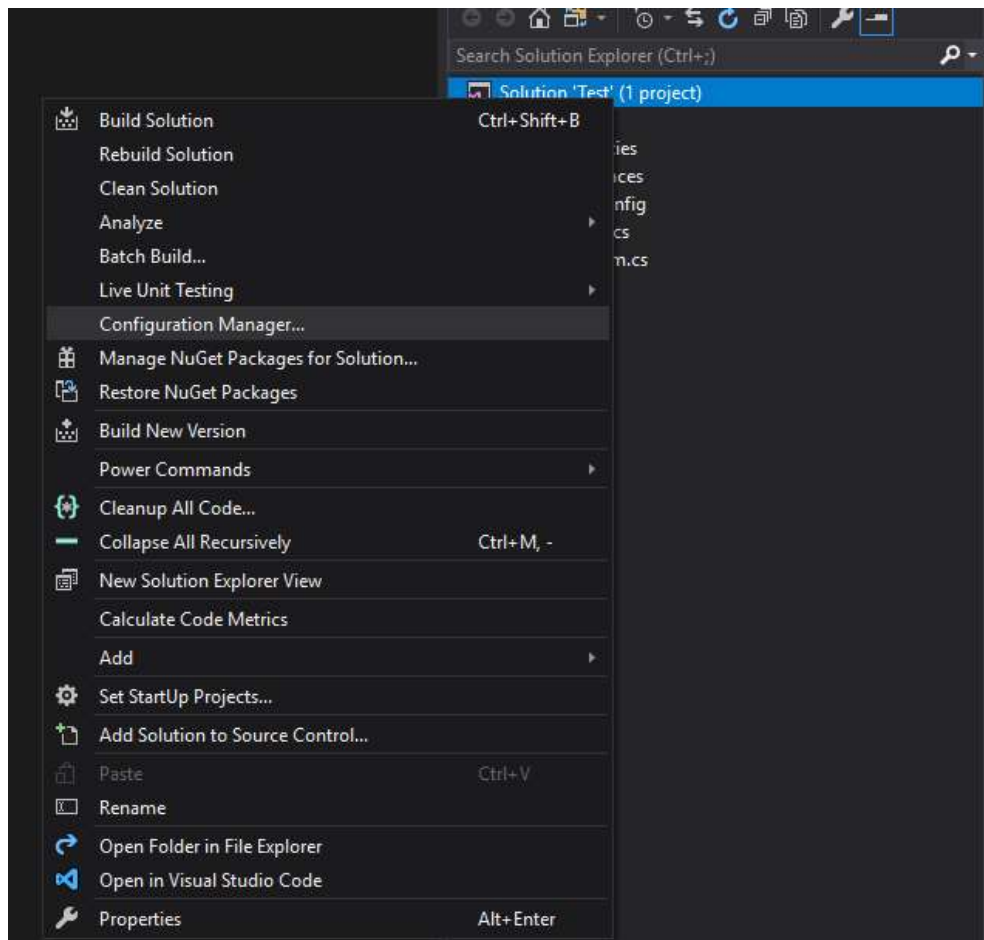 Search Solution Explorer (Ctrl+;)
Solution 'Test' (1 project)
Build Solution Ctrl+Shift+B
Rebuild Solution
Clean Solution
Analyze
Batch Build...
Live Unit Testing
Configuration Manager...
Manage NuGet Packages for Solution...
Restore NuGet Packages
Build New Version
Power Commands
Cleanup All Code...
Collapse All Recursively Ctrl+M, -
New Solution Explorer View
Calculate Code Metrics
Add
Set StartUp Projects...
Add Solution to Source Control...
Paste Ctrl+V
Rename
Open Folder in File Explorer
Open in Visual Studio Code
Properties Alt+Enter